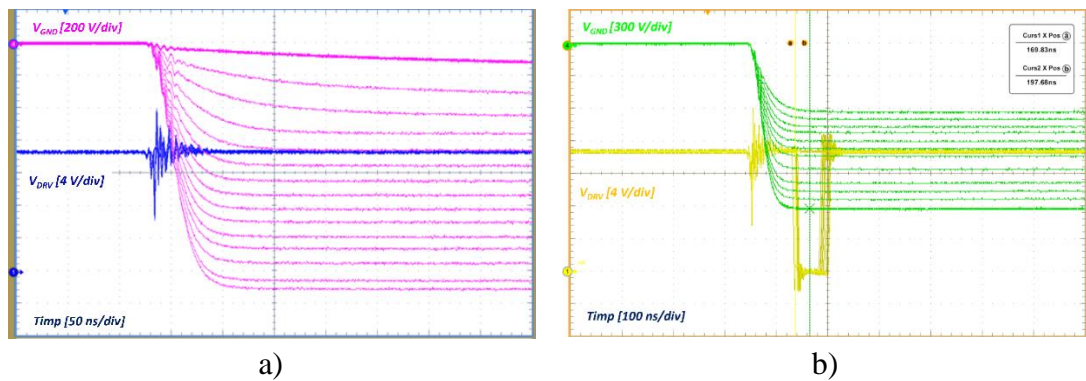 V_GND [200 V/div]
V_DRV [4 V/div]
Timp [50 ns/div]
a)
V_GND [300 V/div]
Curs1 X Pos a
169.83ns
Curs2 X Pos b
197.68ns
a b
V_DRV [4 V/div]
1
Timp [100 ns/div]
b)